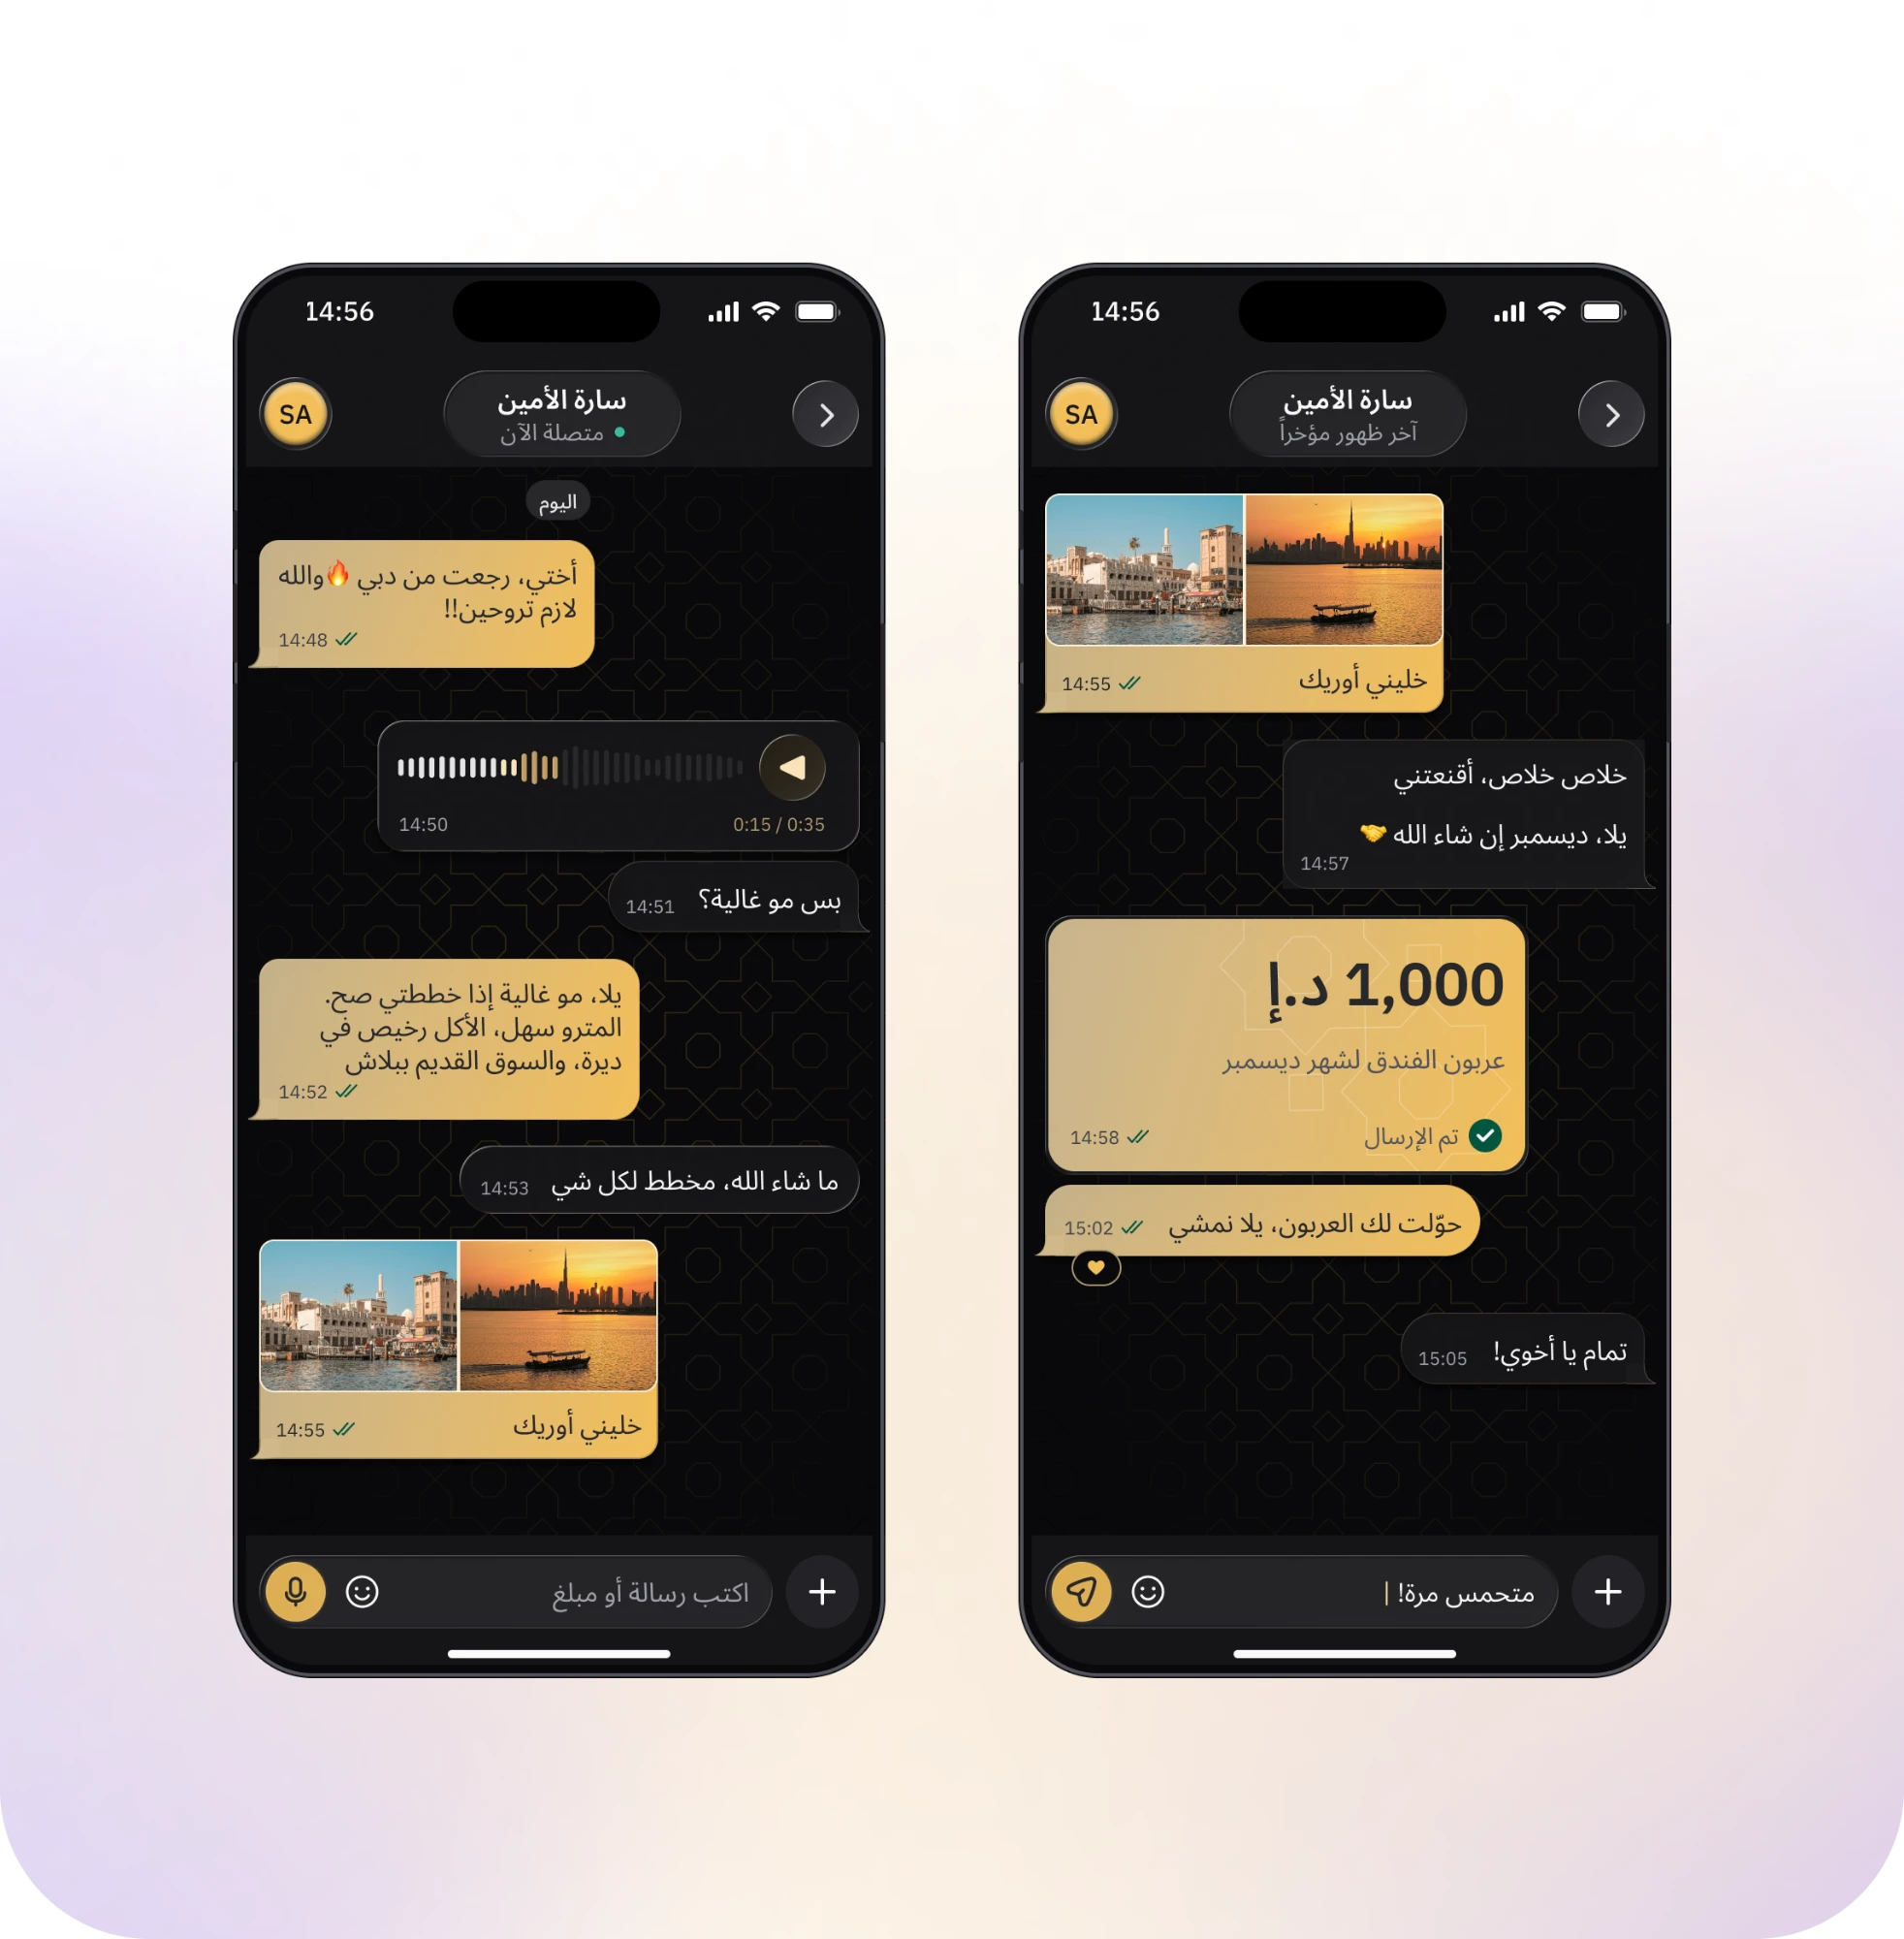 14:56
SA
سارة الأمين
متصلة الآن
اليوم
أختي، رجعت من دبي 🔥والله
لازم تروحين!!
14:48
14:50
0:15 / 0:35
بس مو غالية؟
14:51
يلا، مو غالية إذا خططتي صح.
المترو سهل، الأكل رخيص في
ديرة، والسوق القديم ببلاش
14:52
ما شاء الله، مخطط لكل شي
14:53
خليني أوريك
14:55
اكتب رسالة أو مبلغ
14:56
SA
سارة الأمين
آخر ظهور مؤخراً
خليني أوريك
14:55
خلاص خلاص، أقنعتني
يلا، ديسمبر إن شاء الله 🤝
14:57
1,000 د.إ
عربون الفندق لشهر ديسمبر
تم الإرسال
14:58
حوّلت لك العربون، يلا نمشي
15:02
تمام يا أخوي!
15:05
متحمس مرة!